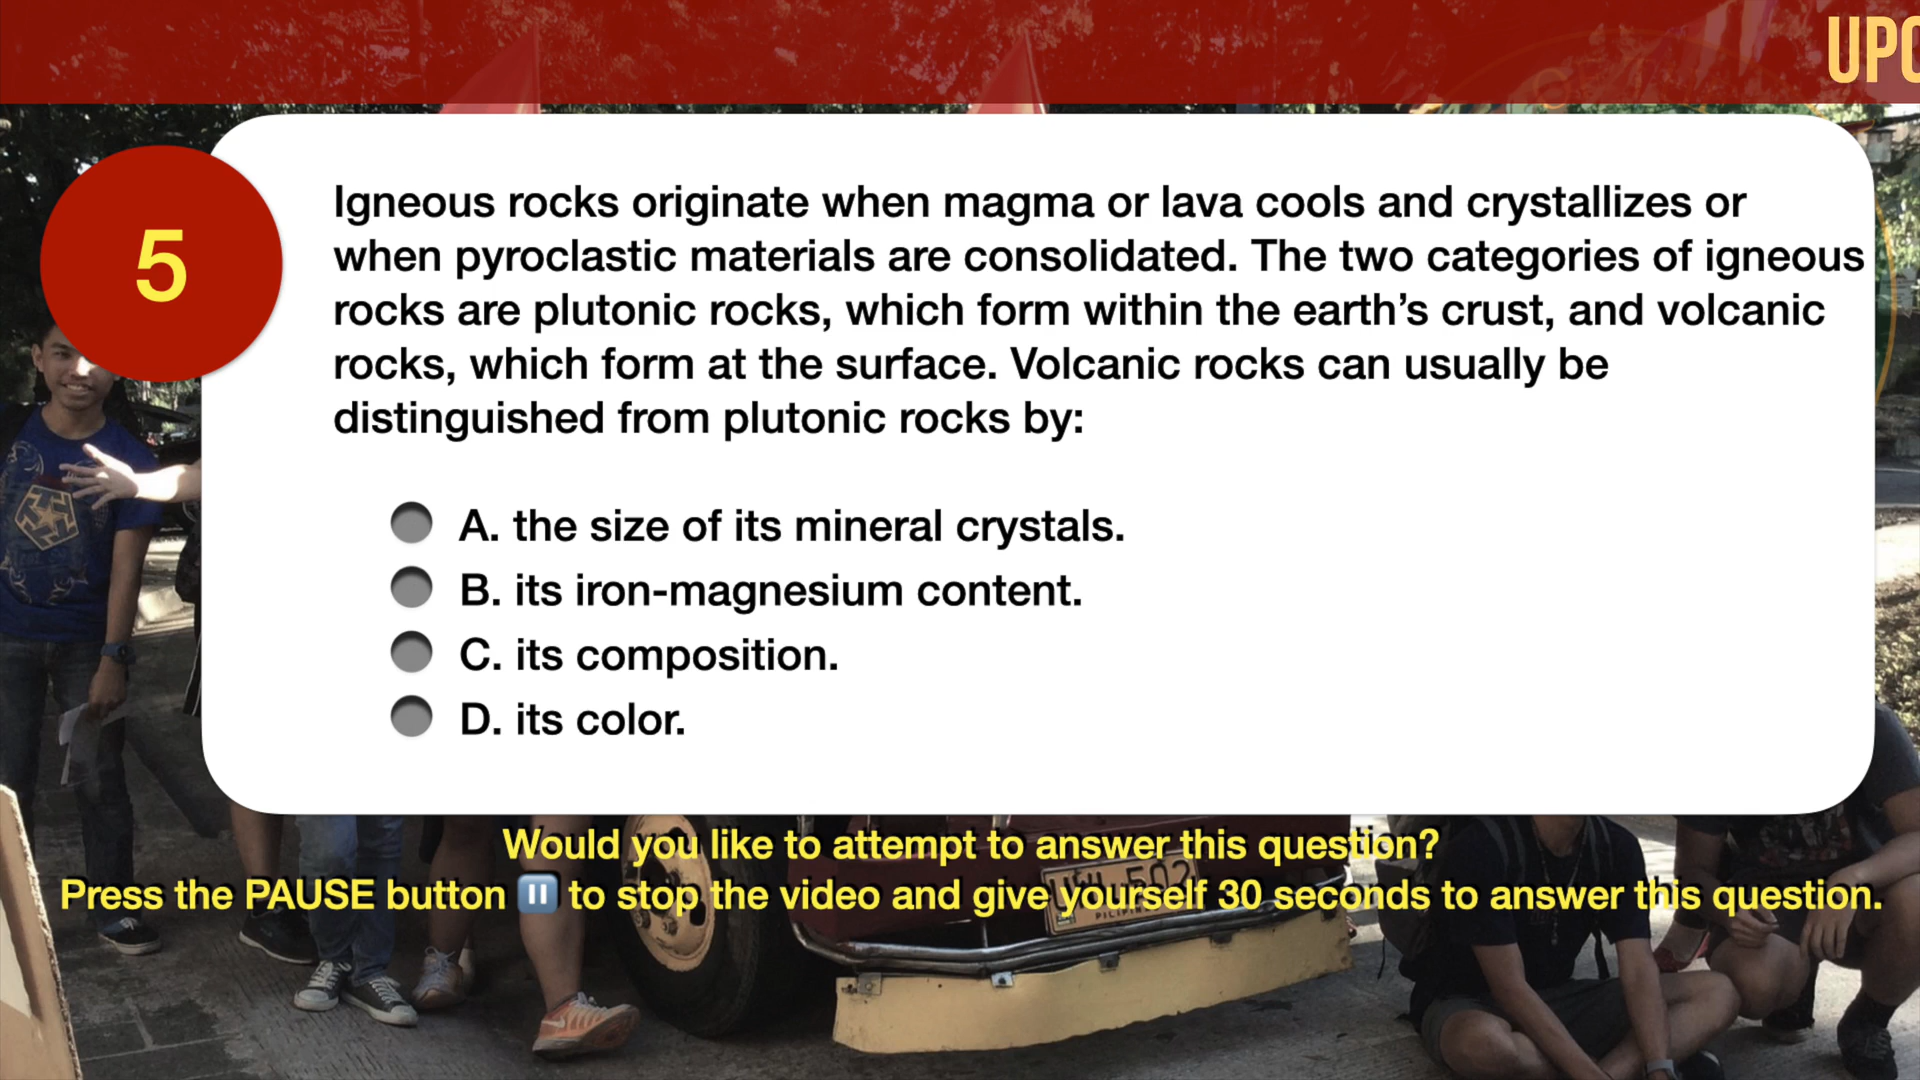 UPC
5
Igneous rocks originate when magma or lava cools and crystallizes or
when pyroclastic materials are consolidated. The two categories of igneous
rocks are plutonic rocks, which form within the earth’s crust, and volcanic
rocks, which form at the surface. Volcanic rocks can usually be
distinguished from plutonic rocks by:
A. the size of its mineral crystals.
B. its iron-magnesium content.
C. its composition.
D. its color.
Would you like to attempt to answer this question?
Press the PAUSE button ⏸ to stop the video and give yourself 30 seconds to answer this question.